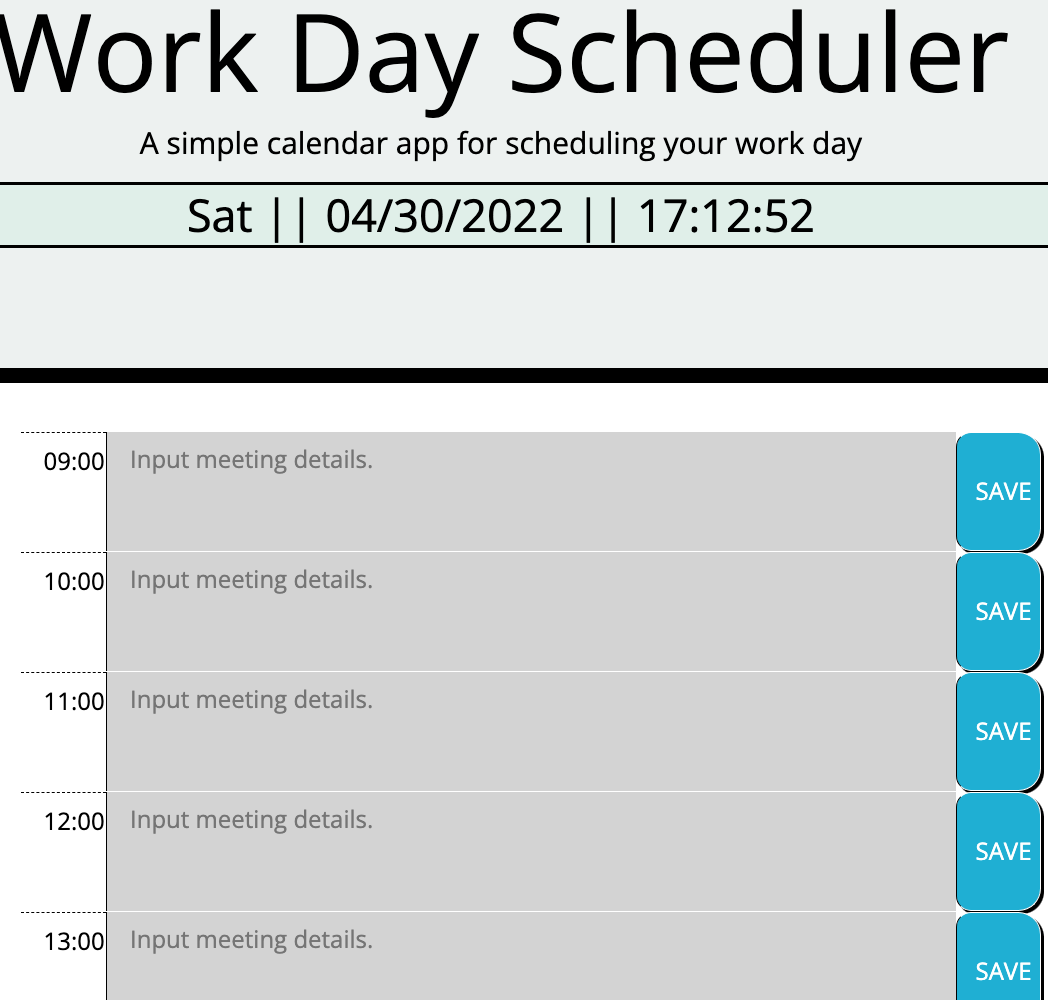 Work Day Scheduler
A simple calendar app for scheduling your work day
Sat || 04/30/2022 || 17:12:52
09:00 Input meeting details. SAVE
10:00 Input meeting details. SAVE
11:00 Input meeting details. SAVE
12:00 Input meeting details. SAVE
13:00 Input meeting details. SAVE